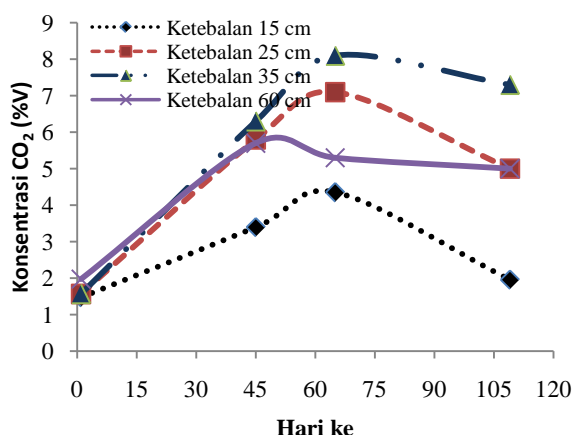 9
8
7
6
5
4
3
2
1
0
Konsentrasi CO₂ (%V)
Ketebalan 15 cm
Ketebalan 25 cm
Ketebalan 35 cm
Ketebalan 60 cm
0 15 30 45 60 75 90 105 120
Hari ke